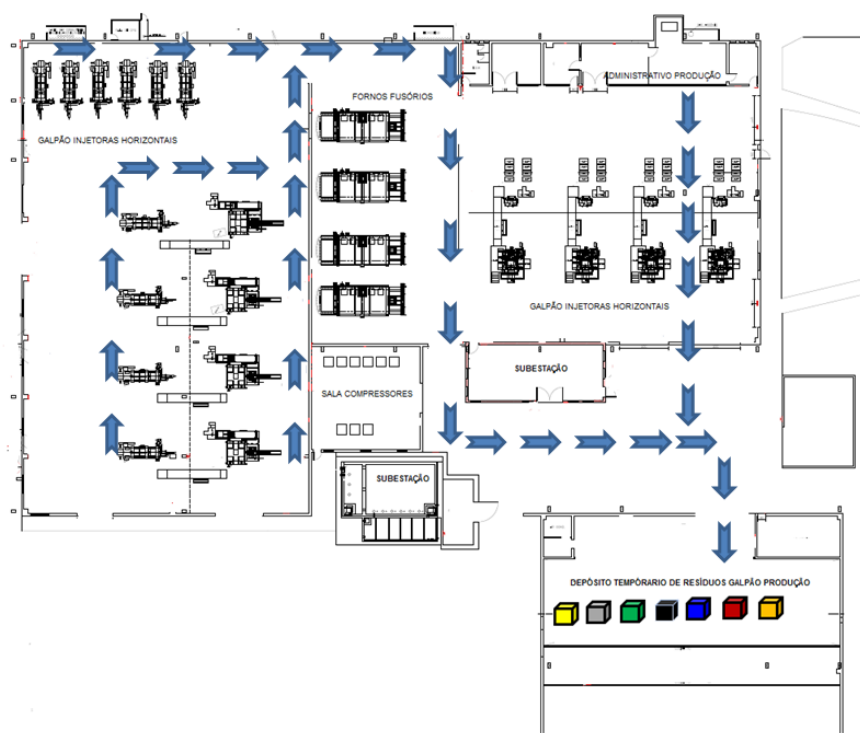 ADMINISTRATIVO PRODUÇÃO
FORNOS FUSÓRIOS
GALPÃO INJETORAS HORIZONTAIS
GALPÃO INJETORAS HORIZONTAIS
SUBESTAÇÃO
SALA COMPRESSORES
SUBESTAÇÃO
DEPÓSITO TEMPÓRARIO DE RESÍDUOS GALPÃO PRODUÇÃO